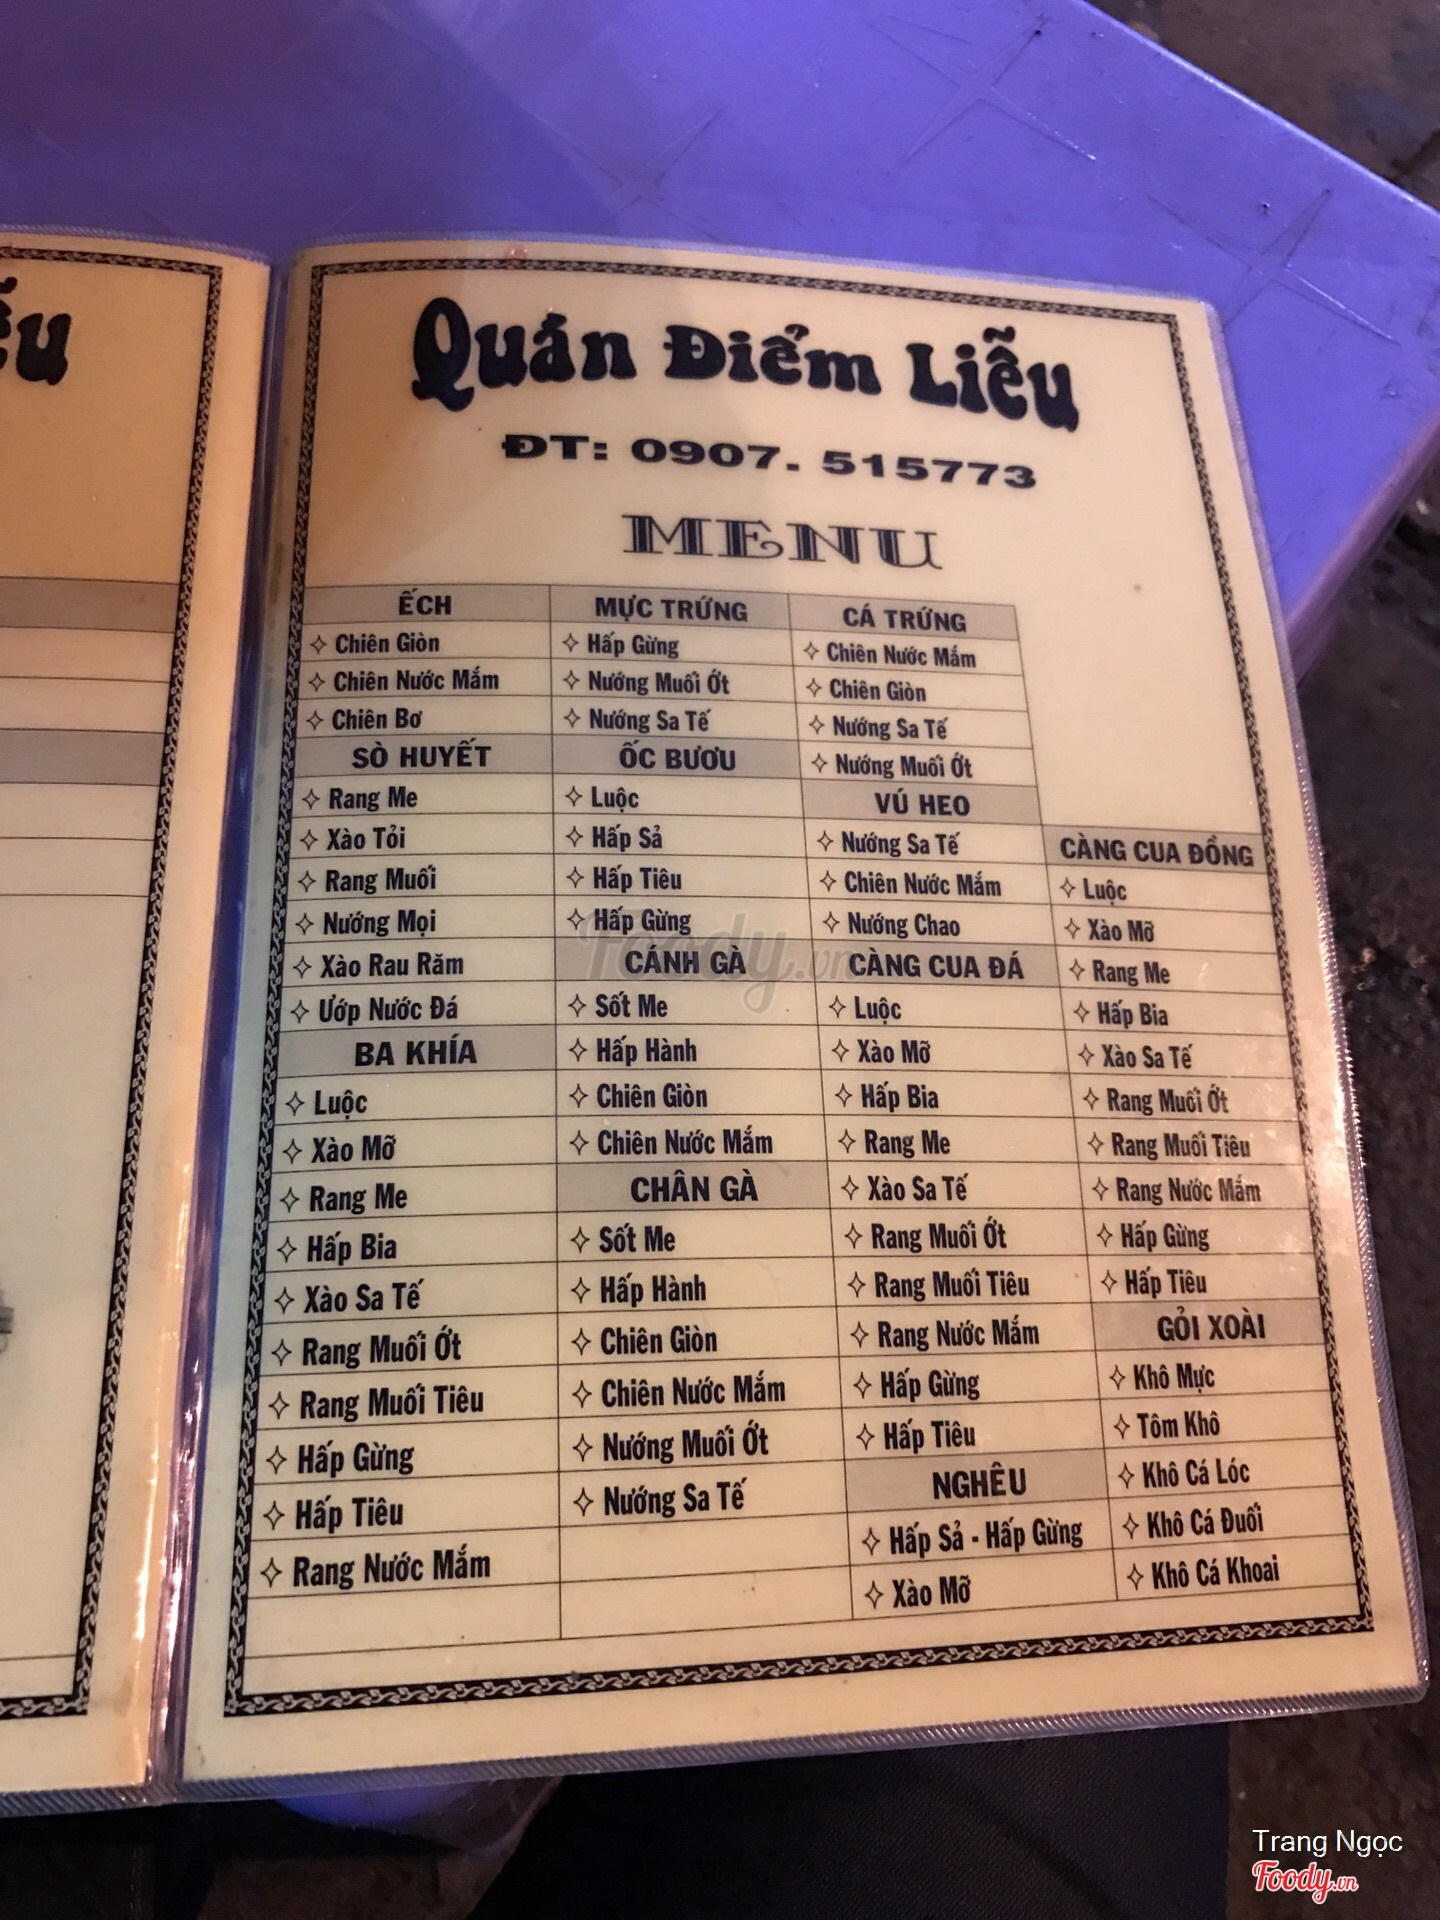 ễu
Quán Điểm Liễu
ĐT: 0907. 515773
MENU
ẾCH
✧ Chiên Giòn
✧ Chiên Nước Mắm
✧ Chiên Bơ
SÒ HUYẾT
✧ Rang Me
✧ Xào Tỏi
✧ Rang Muối
✧ Nướng Mọi
✧ Xào Rau Răm
✧ Ướp Nước Đá
BA KHÍA
✧ Luộc
✧ Xào Mỡ
✧ Rang Me
✧ Hấp Bia
✧ Xào Sa Tế
✧ Rang Muối Ớt
✧ Rang Muối Tiêu
✧ Hấp Gừng
✧ Hấp Tiêu
✧ Rang Nước Mắm
MỰC TRỨNG
✧ Hấp Gừng
✧ Nướng Muối Ớt
✧ Nướng Sa Tế
ỐC BƯƠU
✧ Luộc
✧ Hấp Sả
✧ Hấp Tiêu
✧ Hấp Gừng
CÁNH GÀ
✧ Sốt Me
✧ Hấp Hành
✧ Chiên Giòn
✧ Chiên Nước Mắm
CHÂN GÀ
✧ Sốt Me
✧ Hấp Hành
✧ Chiên Giòn
✧ Chiên Nước Mắm
✧ Nướng Muối Ớt
✧ Nướng Sa Tế
CÁ TRỨNG
✧ Chiên Nước Mắm
✧ Chiên Giòn
✧ Nướng Sa Tế
✧ Nướng Muối Ớt
VÚ HEO
✧ Nướng Sa Tế
✧ Chiên Nước Mắm
✧ Nướng Chao
CÀNG CUA ĐÁ
✧ Luộc
✧ Xào Mỡ
✧ Hấp Bia
✧ Rang Me
✧ Xào Sa Tế
✧ Rang Muối Ớt
✧ Rang Muối Tiêu
✧ Rang Nước Mắm
✧ Hấp Gừng
✧ Hấp Tiêu
NGHÊU
✧ Hấp Sả - Hấp Gừng
✧ Xào Mỡ
CÀNG CUA ĐỒNG
✧ Luộc
✧ Xào Mỡ
✧ Rang Me
✧ Hấp Bia
✧ Xào Sa Tế
✧ Rang Muối Ớt
✧ Rang Muối Tiêu
✧ Rang Nước Mắm
✧ Hấp Gừng
✧ Hấp Tiêu
GỎI XOÀI
✧ Khô Mực
✧ Tôm Khô
✧ Khô Cá Lóc
✧ Khô Cá Đuối
✧ Khô Cá Khoai
Foody.vn
Trang Ngọc
Foody.vn